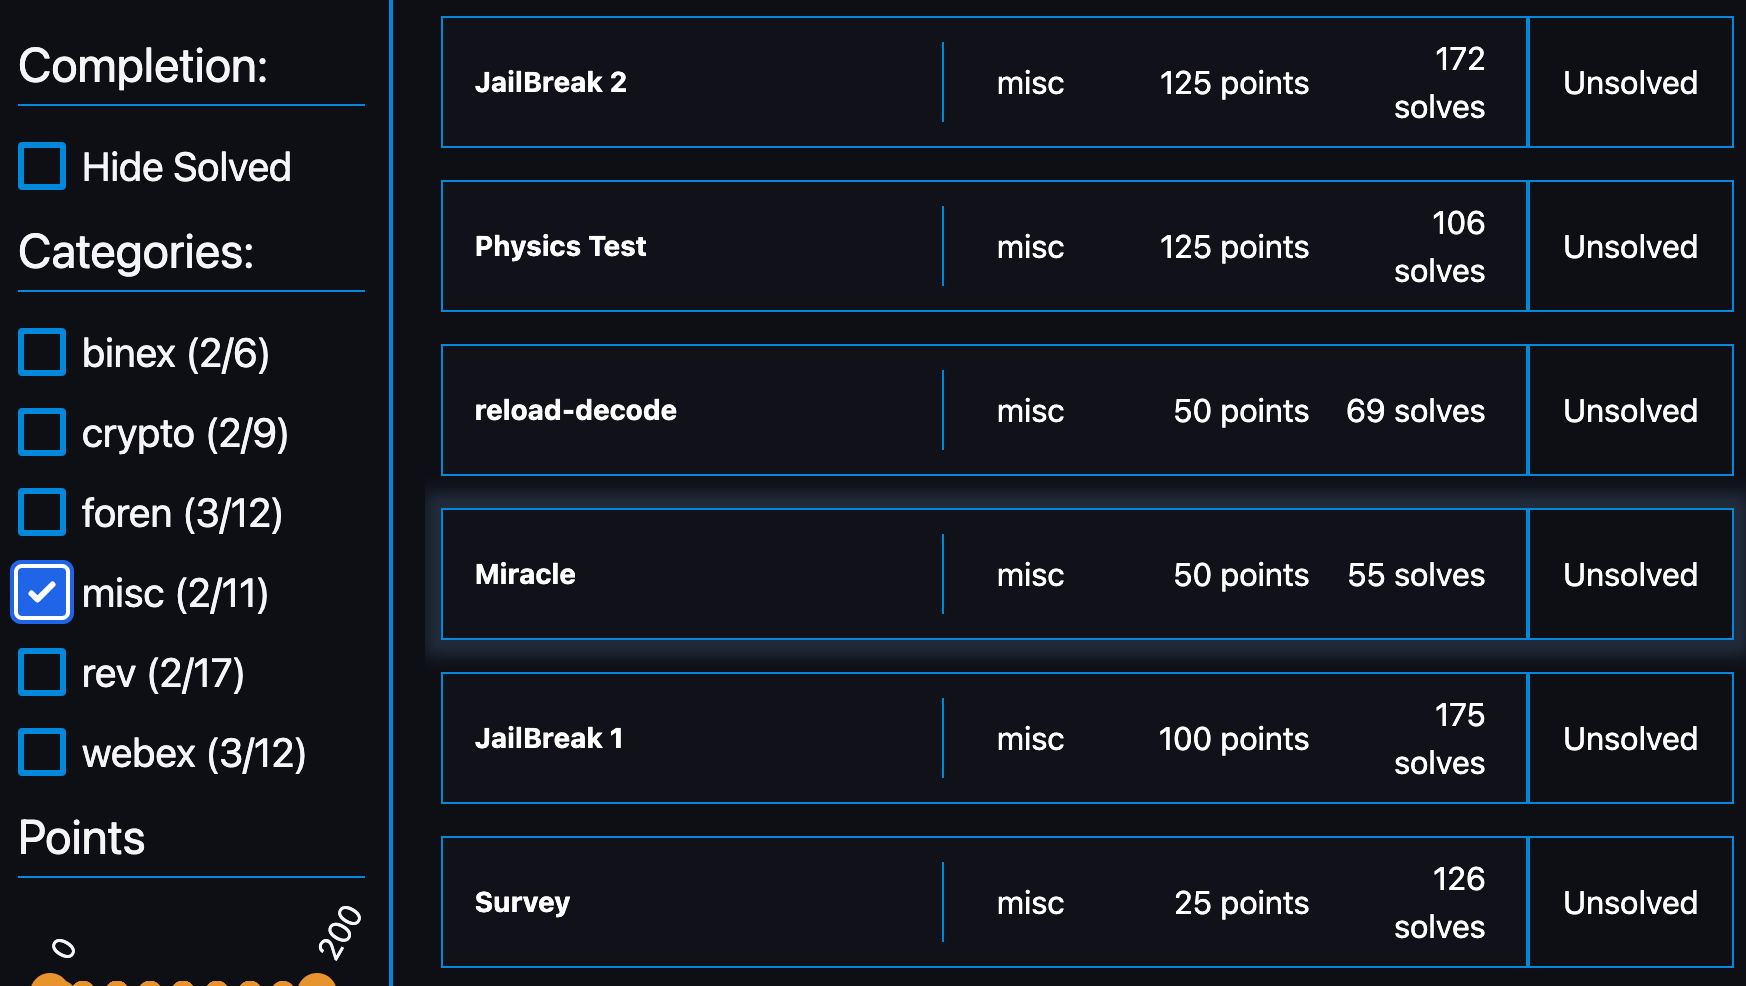 Completion:
Hide Solved
Categories:
binex (2/6)
crypto (2/9)
foren (3/12)
misc (2/11)
rev (2/17)
webex (3/12)
Points
0
200
JailBreak 2
misc
125 points
172
solves
Unsolved
Physics Test
misc
125 points
106
solves
Unsolved
reload-decode
misc
50 points
69 solves
Unsolved
Miracle
misc
50 points
55 solves
Unsolved
JailBreak 1
misc
100 points
175
solves
Unsolved
Survey
misc
25 points
126
solves
Unsolved